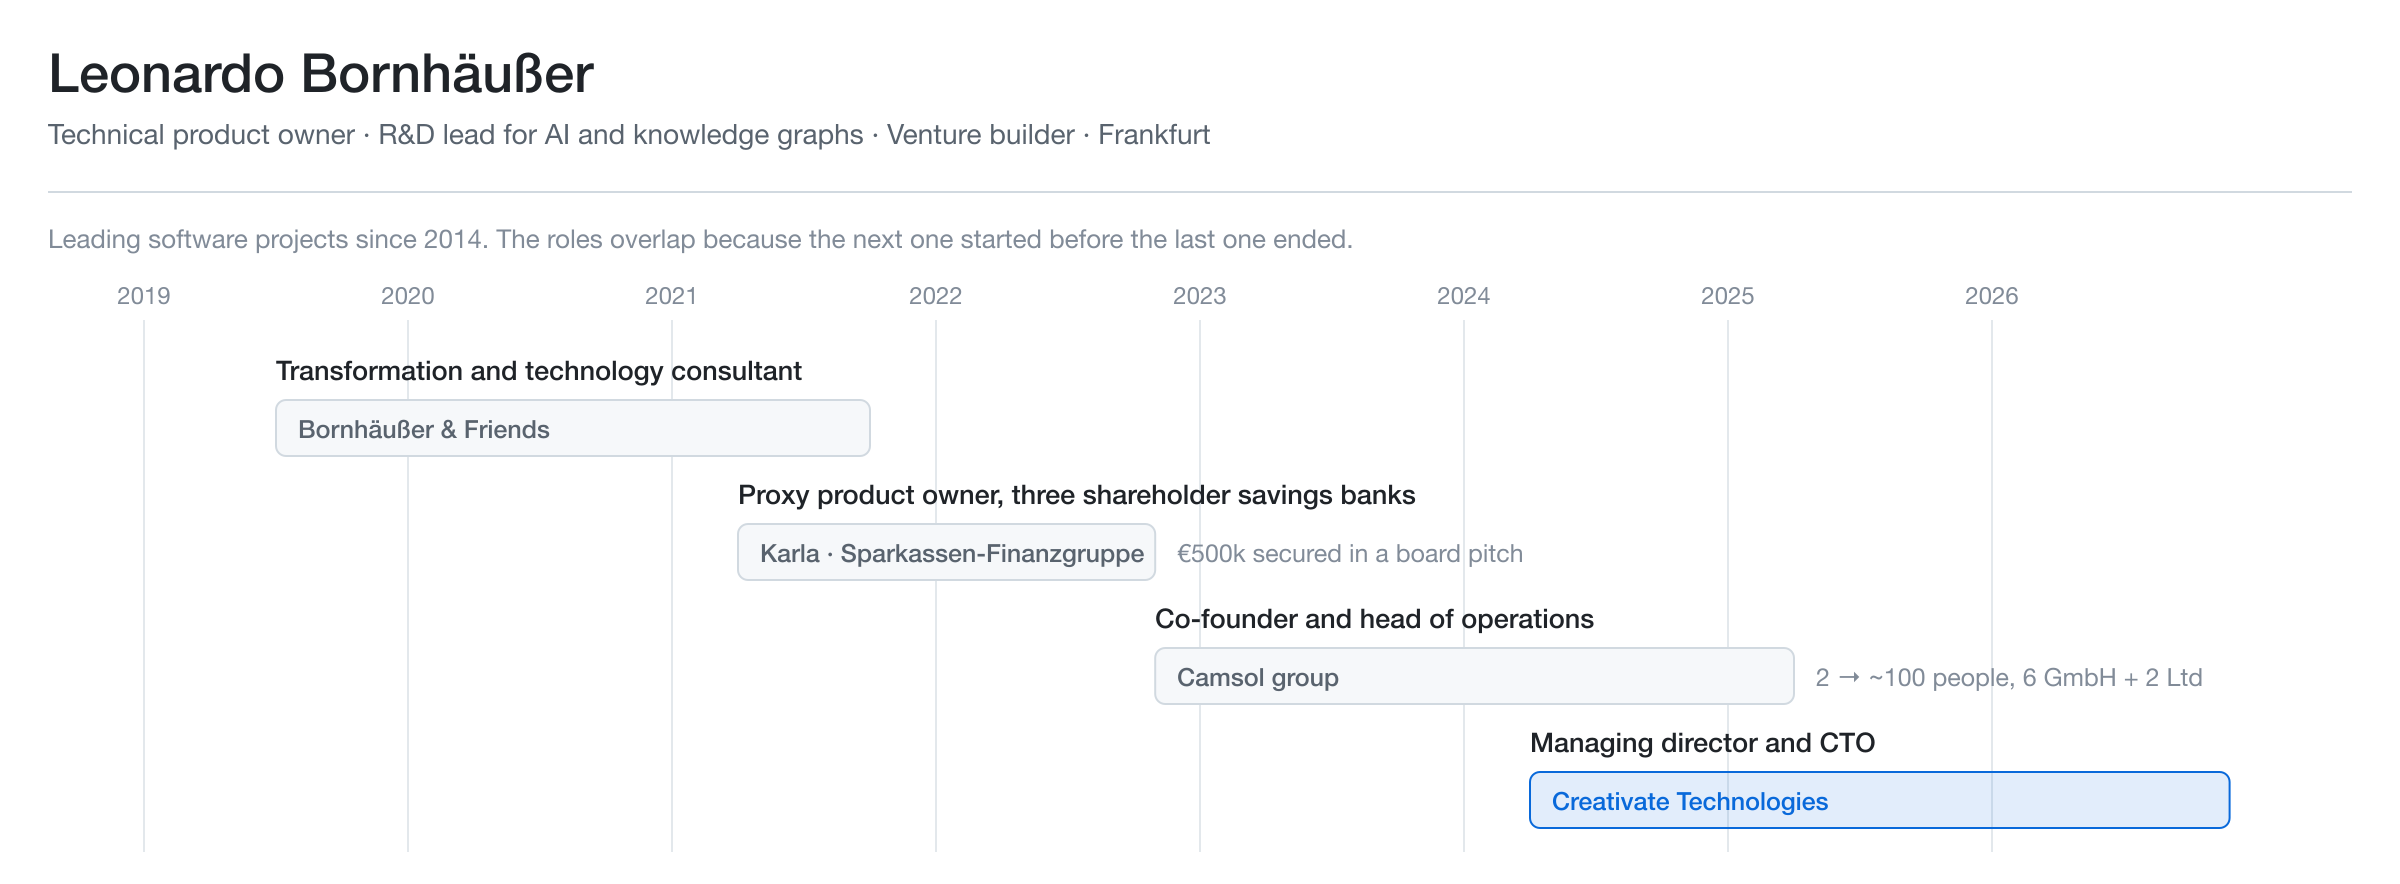 Leonardo Bornhäußer
Technical product owner · R&D lead for AI and knowledge graphs · Venture builder · Frankfurt
Leading software projects since 2014. The roles overlap because the next one started before the last one ended.
2019 2020 2021 2022 2023 2024 2025 2026
Transformation and technology consultant
Bornhäußer & Friends
Proxy product owner, three shareholder savings banks
Karla · Sparkassen-Finanzgruppe €500k secured in a board pitch
Co-founder and head of operations
Camsol group 2 → ~100 people, 6 GmbH + 2 Ltd
Managing director and CTO
Creativate Technologies